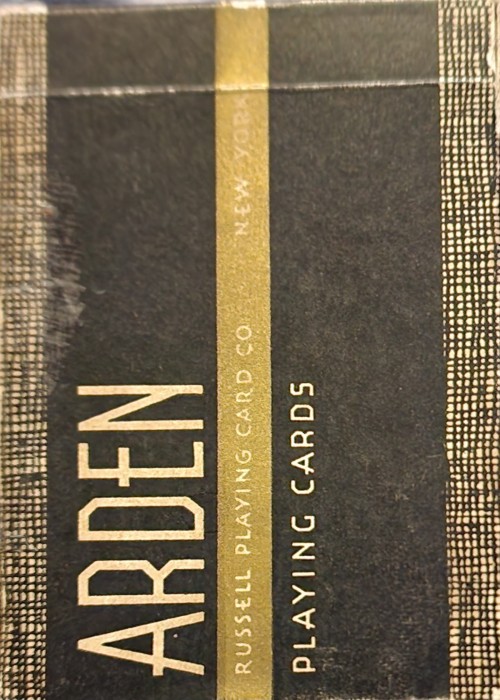 ARDEN
RUSSELL PLAYING CARD CO NEW YORK
PLAYING CARDS